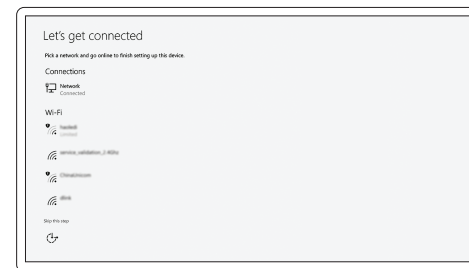 Let's get connected
Pick a network and go online to finish setting up this device.
Connections
Network
Connected
Wi-Fi
service_validation_2.4Ghz
ChinaUnicom
dlink
Skip this step